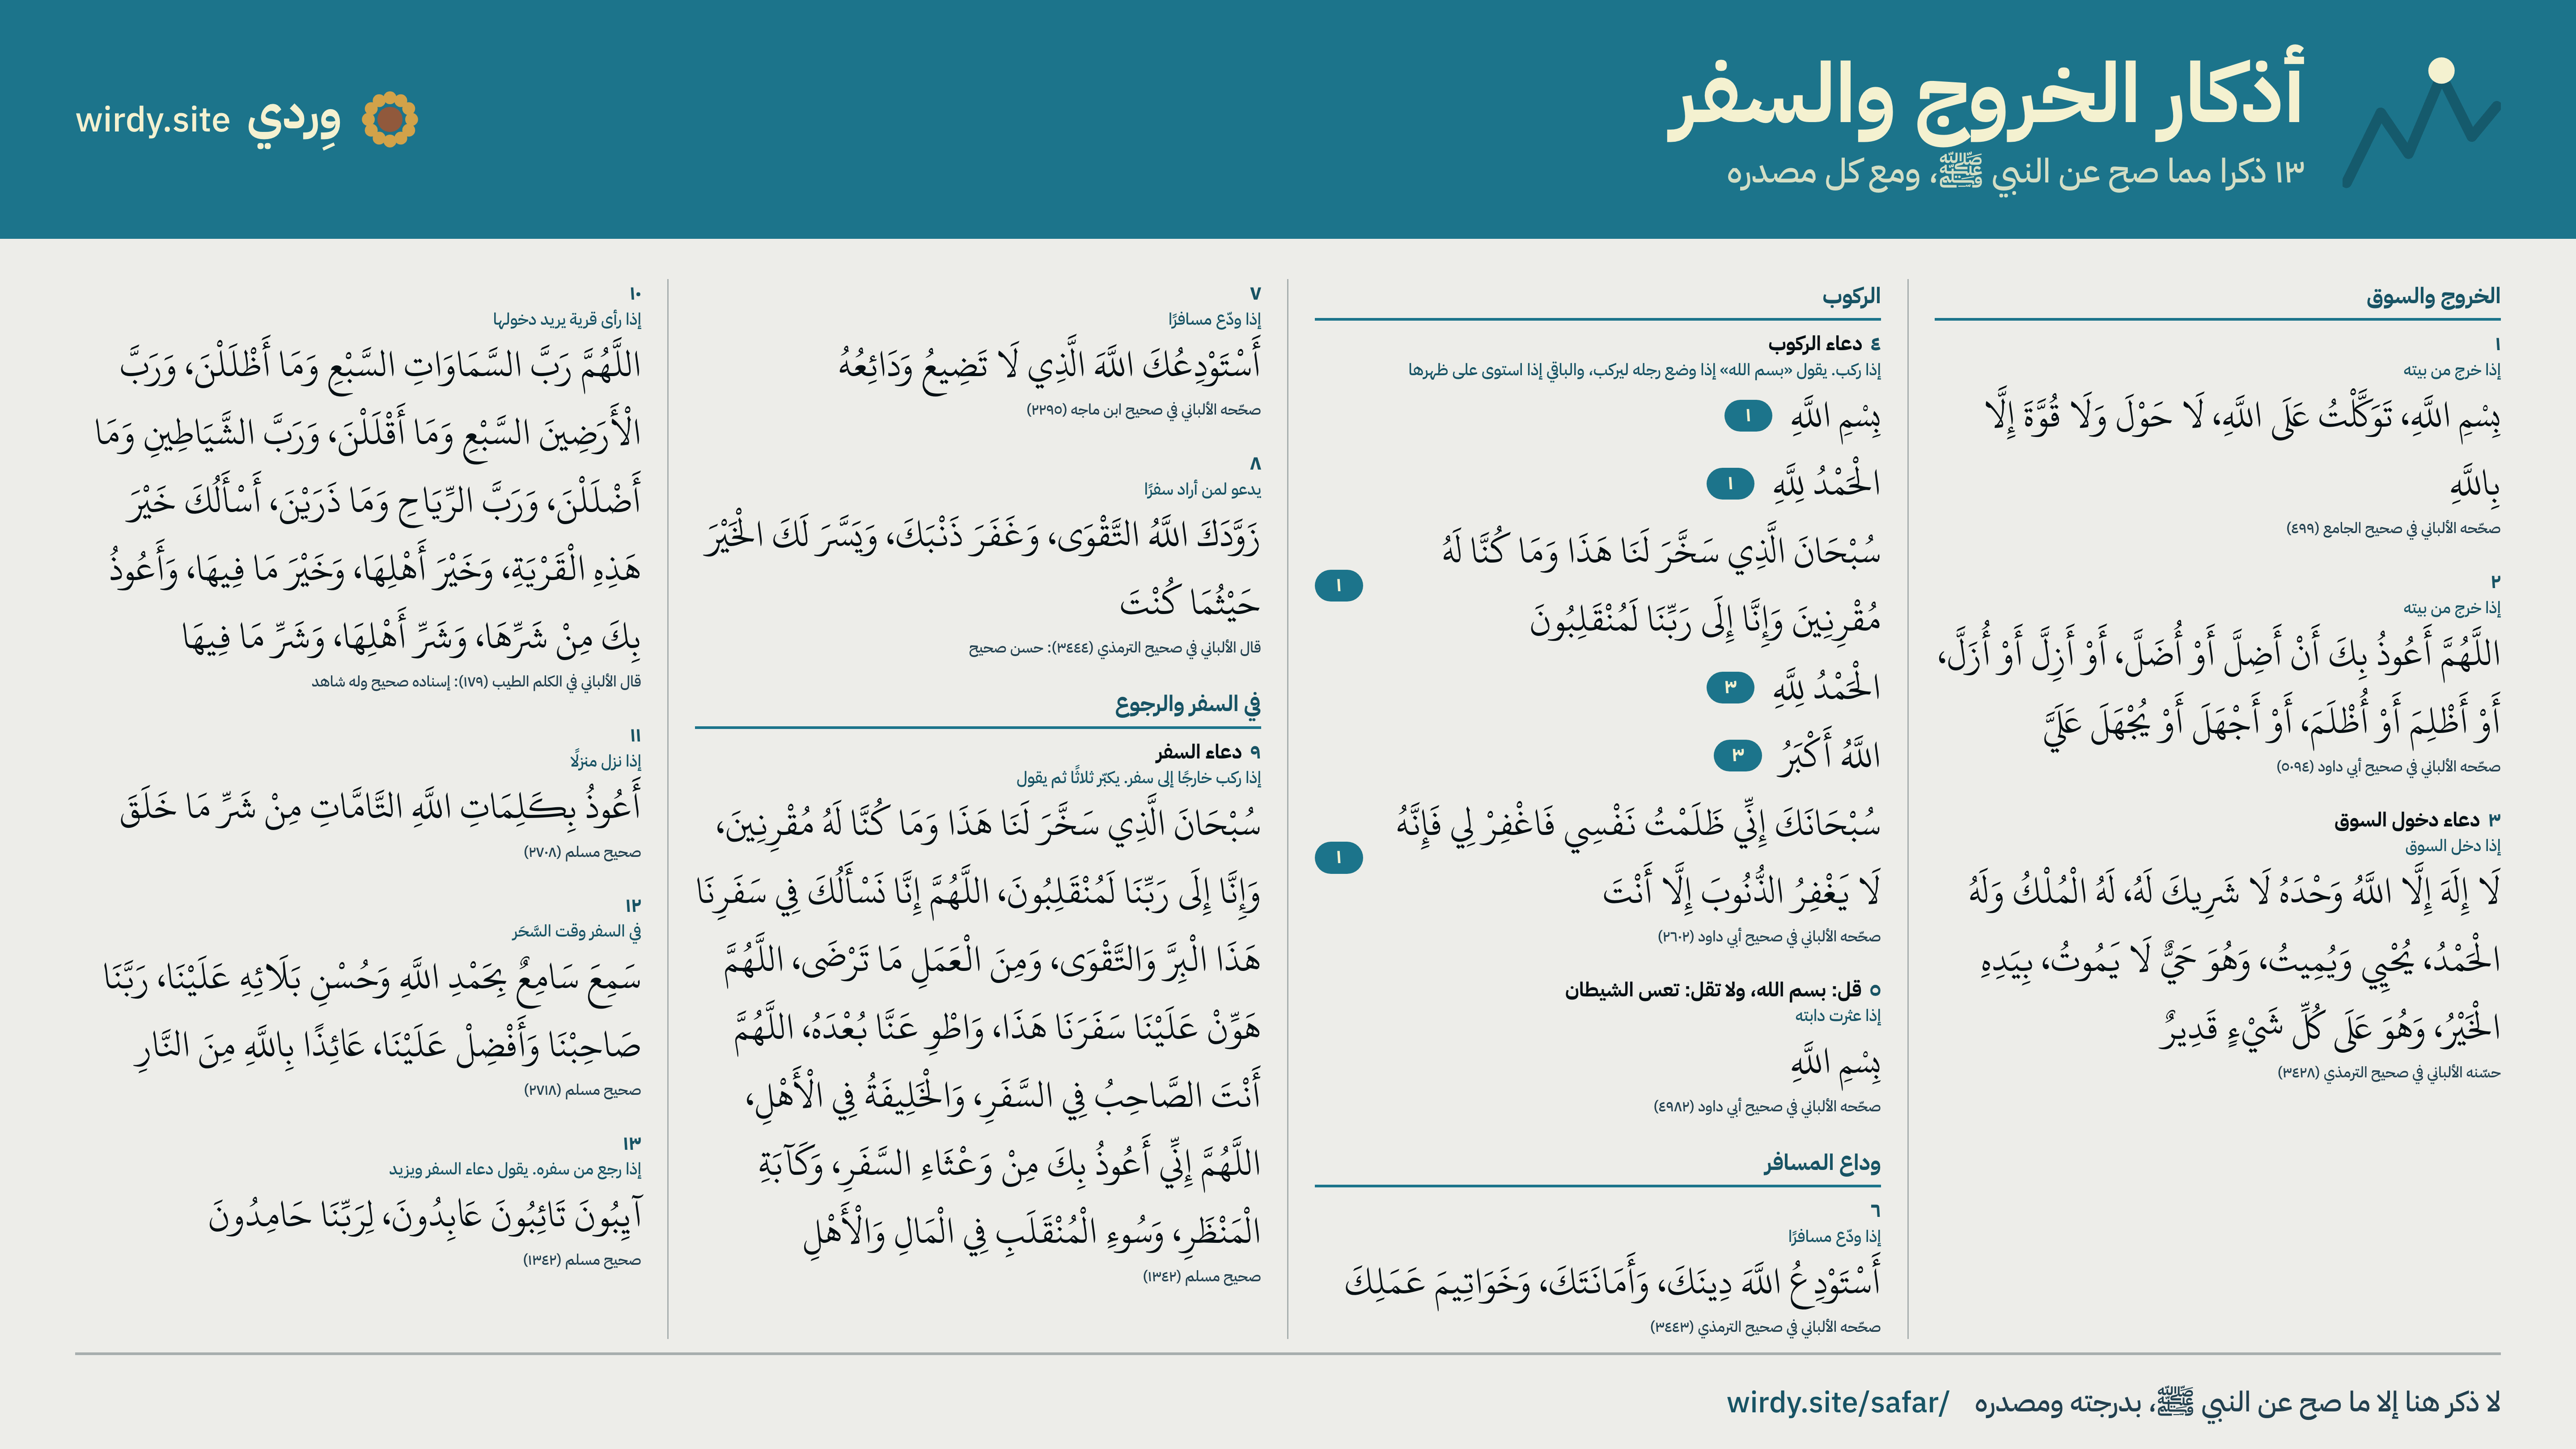 أذكار الخروج والسفر
١٣ ذكرا مما صح عن النبي ﷺ، ومع كل مصدره
وِردي wirdy.site
الخروج والسوق
١
إذا خرج من بيته
بِسْمِ اللَّهِ، تَوَكَّلْتُ عَلَى اللَّهِ، لَا حَوْلَ وَلَا قُوَّةَ إِلَّا
بِاللَّهِ
صحّحه الألباني في صحيح الجامع (٤٩٩)
٢
إذا خرج من بيته
اللَّهُمَّ أَعُوذُ بِكَ أَنْ أَضِلَّ أَوْ أُضَلَّ، أَوْ أَزِلَّ أَوْ أُزَلَّ،
أَوْ أَظْلِمَ أَوْ أُظْلَمَ، أَوْ أَجْهَلَ أَوْ يُجْهَلَ عَلَيَّ
صحّحه الألباني في صحيح أبي داود (٥٠٩٤)
٣ دعاء دخول السوق
إذا دخل السوق
لَا إِلَهَ إِلَّا اللَّهُ وَحْدَهُ لَا شَرِيكَ لَهُ، لَهُ الْمُلْكُ وَلَهُ
الْحَمْدُ، يُحْيِي وَيُمِيتُ، وَهُوَ حَيٌّ لَا يَمُوتُ، بِيَدِهِ
الْخَيْرُ، وَهُوَ عَلَى كُلِّ شَيْءٍ قَدِيرٌ
حسّنه الألباني في صحيح الترمذي (٣٤٢٨)
الركوب
٤ دعاء الركوب
إذا ركب. يقول «بسم الله» إذا وضع رجله ليركب، والباقي إذا استوى على ظهرها
بِسْمِ اللَّهِ ١
الْحَمْدُ لِلَّهِ ١
سُبْحَانَ الَّذِي سَخَّرَ لَنَا هَذَا وَمَا كُنَّا لَهُ
مُقْرِنِينَ وَإِنَّا إِلَى رَبِّنَا لَمُنْقَلِبُونَ ١
الْحَمْدُ لِلَّهِ ٣
اللَّهُ أَكْبَرُ ٣
سُبْحَانَكَ إِنِّي ظَلَمْتُ نَفْسِي فَاغْفِرْ لِي فَإِنَّهُ
لَا يَغْفِرُ الذُّنُوبَ إِلَّا أَنْتَ ١
صحّحه الألباني في صحيح أبي داود (٢٦٠٢)
٥ قل: بسم الله، ولا تقل: تعس الشيطان
إذا عثرت دابته
بِسْمِ اللَّهِ
صحّحه الألباني في صحيح أبي داود (٤٩٨٢)
وداع المسافر
٦
إذا ودّع مسافرًا
أَسْتَوْدِعُ اللَّهَ دِينَكَ، وَأَمَانَتَكَ، وَخَوَاتِيمَ عَمَلِكَ
صحّحه الألباني في صحيح الترمذي (٣٤٤٣)
٧
إذا ودّع مسافرًا
أَسْتَوْدِعُكَ اللَّهَ الَّذِي لَا تَضِيعُ وَدَائِعُهُ
صحّحه الألباني في صحيح ابن ماجه (٢٢٩٥)
٨
يدعو لمن أراد سفرًا
زَوَّدَكَ اللَّهُ التَّقْوَى، وَغَفَرَ ذَنْبَكَ، وَيَسَّرَ لَكَ الْخَيْرَ
حَيْثُمَا كُنْتَ
قال الألباني في صحيح الترمذي (٣٤٤٤): حسن صحيح
في السفر والرجوع
٩ دعاء السفر
إذا ركب خارجًا إلى سفر. يكبّر ثلاثًا ثم يقول
سُبْحَانَ الَّذِي سَخَّرَ لَنَا هَذَا وَمَا كُنَّا لَهُ مُقْرِنِينَ،
وَإِنَّا إِلَى رَبِّنَا لَمُنْقَلِبُونَ، اللَّهُمَّ إِنَّا نَسْأَلُكَ فِي سَفَرِنَا
هَذَا الْبِرَّ وَالتَّقْوَى، وَمِنَ الْعَمَلِ مَا تَرْضَى، اللَّهُمَّ
هَوِّنْ عَلَيْنَا سَفَرَنَا هَذَا، وَاطْوِ عَنَّا بُعْدَهُ، اللَّهُمَّ
أَنْتَ الصَّاحِبُ فِي السَّفَرِ، وَالْخَلِيفَةُ فِي الْأَهْلِ،
اللَّهُمَّ إِنِّي أَعُوذُ بِكَ مِنْ وَعْثَاءِ السَّفَرِ، وَكَآبَةِ
الْمَنْظَرِ، وَسُوءِ الْمُنْقَلَبِ فِي الْمَالِ وَالْأَهْلِ
صحيح مسلم (١٣٤٢)
١٠
إذا رأى قرية يريد دخولها
اللَّهُمَّ رَبَّ السَّمَاوَاتِ السَّبْعِ وَمَا أَظْلَلْنَ، وَرَبَّ
الْأَرَضِينَ السَّبْعِ وَمَا أَقْلَلْنَ، وَرَبَّ الشَّيَاطِينِ وَمَا
أَضْلَلْنَ، وَرَبَّ الرِّيَاحِ وَمَا ذَرَيْنَ، أَسْأَلُكَ خَيْرَ
هَذِهِ الْقَرْيَةِ، وَخَيْرَ أَهْلِهَا، وَخَيْرَ مَا فِيهَا، وَأَعُوذُ
بِكَ مِنْ شَرِّهَا، وَشَرِّ أَهْلِهَا، وَشَرِّ مَا فِيهَا
قال الألباني في الكلم الطيب (١٧٩): إسناده صحيح وله شاهد
١١
إذا نزل منزلًا
أَعُوذُ بِكَلِمَاتِ اللَّهِ التَّامَّاتِ مِنْ شَرِّ مَا خَلَقَ
صحيح مسلم (٢٧٠٨)
١٢
في السفر وقت السَّحَر
سَمِعَ سَامِعٌ بِحَمْدِ اللَّهِ وَحُسْنِ بَلَائِهِ عَلَيْنَا، رَبَّنَا
صَاحِبْنَا وَأَفْضِلْ عَلَيْنَا، عَائِذًا بِاللَّهِ مِنَ النَّارِ
صحيح مسلم (٢٧١٨)
١٣
إذا رجع من سفره. يقول دعاء السفر ويزيد
آيِبُونَ تَائِبُونَ عَابِدُونَ، لِرَبِّنَا حَامِدُونَ
صحيح مسلم (١٣٤٢)
لا ذكر هنا إلا ما صح عن النبي ﷺ، بدرجته ومصدره wirdy.site/safar/